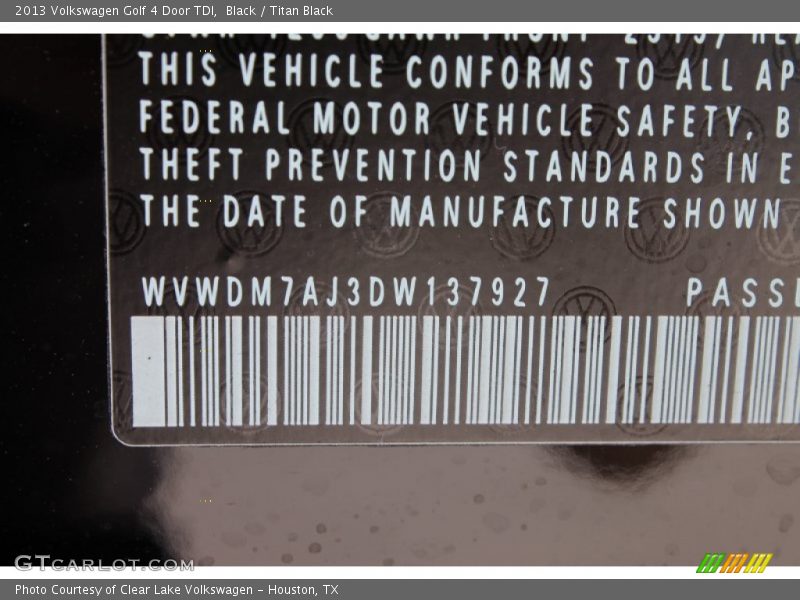 2013 Volkswagen Golf 4 Door TDI, Black / Titan Black
THIS VEHICLE CONFORMS TO ALL AP
FEDERAL MOTOR VEHICLE SAFETY, B
THEFT PREVENTION STANDARDS IN E
THE DATE OF MANUFACTURE SHOWN
WVWDM7AJ3DW137927 PASSE
GTCARLOT.COM
Photo Courtesy of Clear Lake Volkswagen - Houston, TX